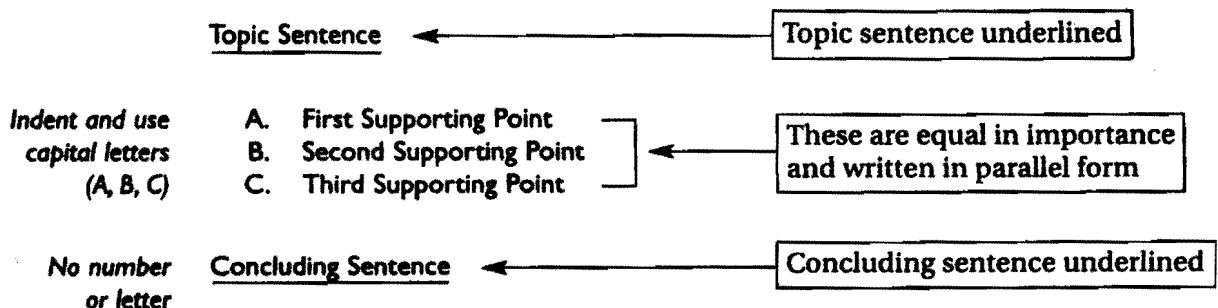 Topic Sentence
Topic sentence underlined
Indent and use
capital letters
(A, B, C)
A. First Supporting Point
B. Second Supporting Point
C. Third Supporting Point
These are equal in importance
and written in parallel form
No number
or letter
Concluding Sentence
Concluding sentence underlined